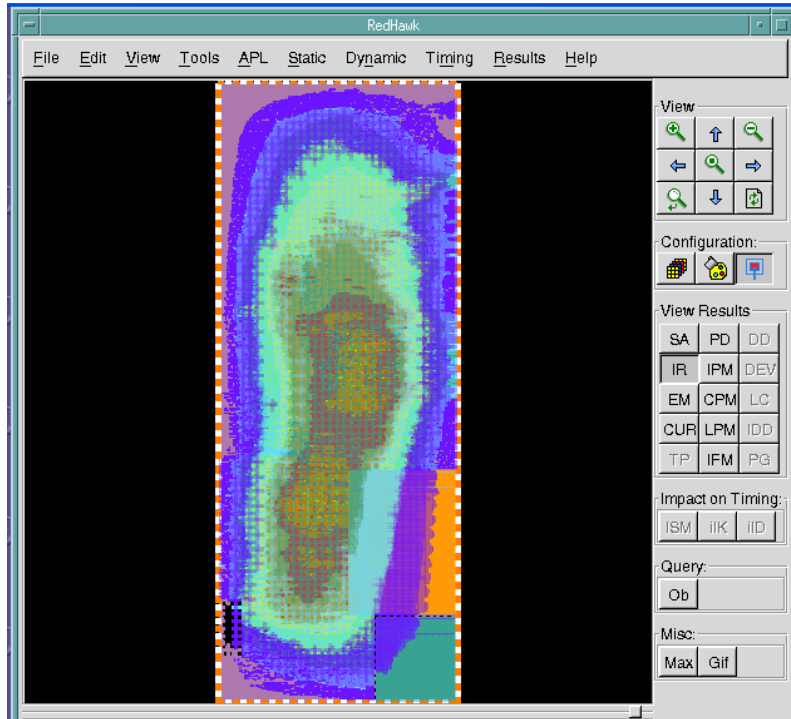 RedHawk
File Edit View Tools APL Static Dynamic Timing Results Help
View
Configuration:
View Results
SA PD DD
IR IPM DEV
EM CPM LC
CUR LPM IDD
TP IFM PG
Impact on Timing:
ISM ilK ilD
Query:
Ob
Misc:
Max Gif